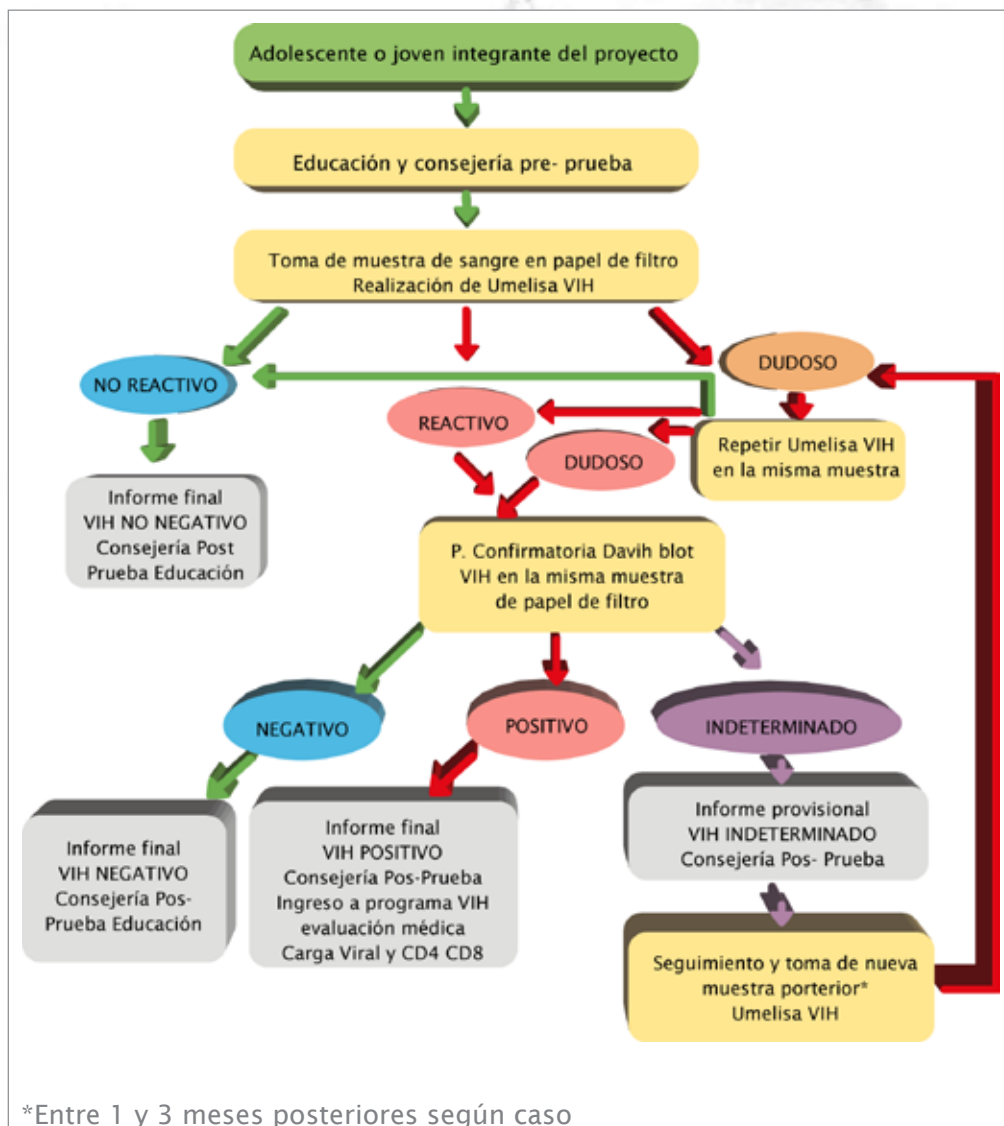 Adolescente o joven integrante del proyecto
Educación y consejería pre- prueba
Toma de muestra de sangre en papel de filtro
Realización de Umelisa VIH
NO REACTIVO
DUDOSO
REACTIVO
DUDOSO
Repetir Umelisa VIH
en la misma muestra
Informe final
VIH NO NEGATIVO
Consejería Post
Prueba Educación
P. Confirmatoria Davih blot
VIH en la misma muestra
de papel de filtro
NEGATIVO
POSITIVO
INDETERMINADO
Informe final
VIH NEGATIVO
Consejería Pos-
Prueba Educación
Informe final
VIH POSITIVO
Consejería Pos-Prueba
Ingreso a programa VIH
evaluación médica
Carga Viral y CD4 CD8
Informe provisional
VIH INDETERMINADO
Consejería Pos- Prueba
Seguimiento y toma de nueva
muestra porterior*
Umelisa VIH
*Entre 1 y 3 meses posteriores según caso